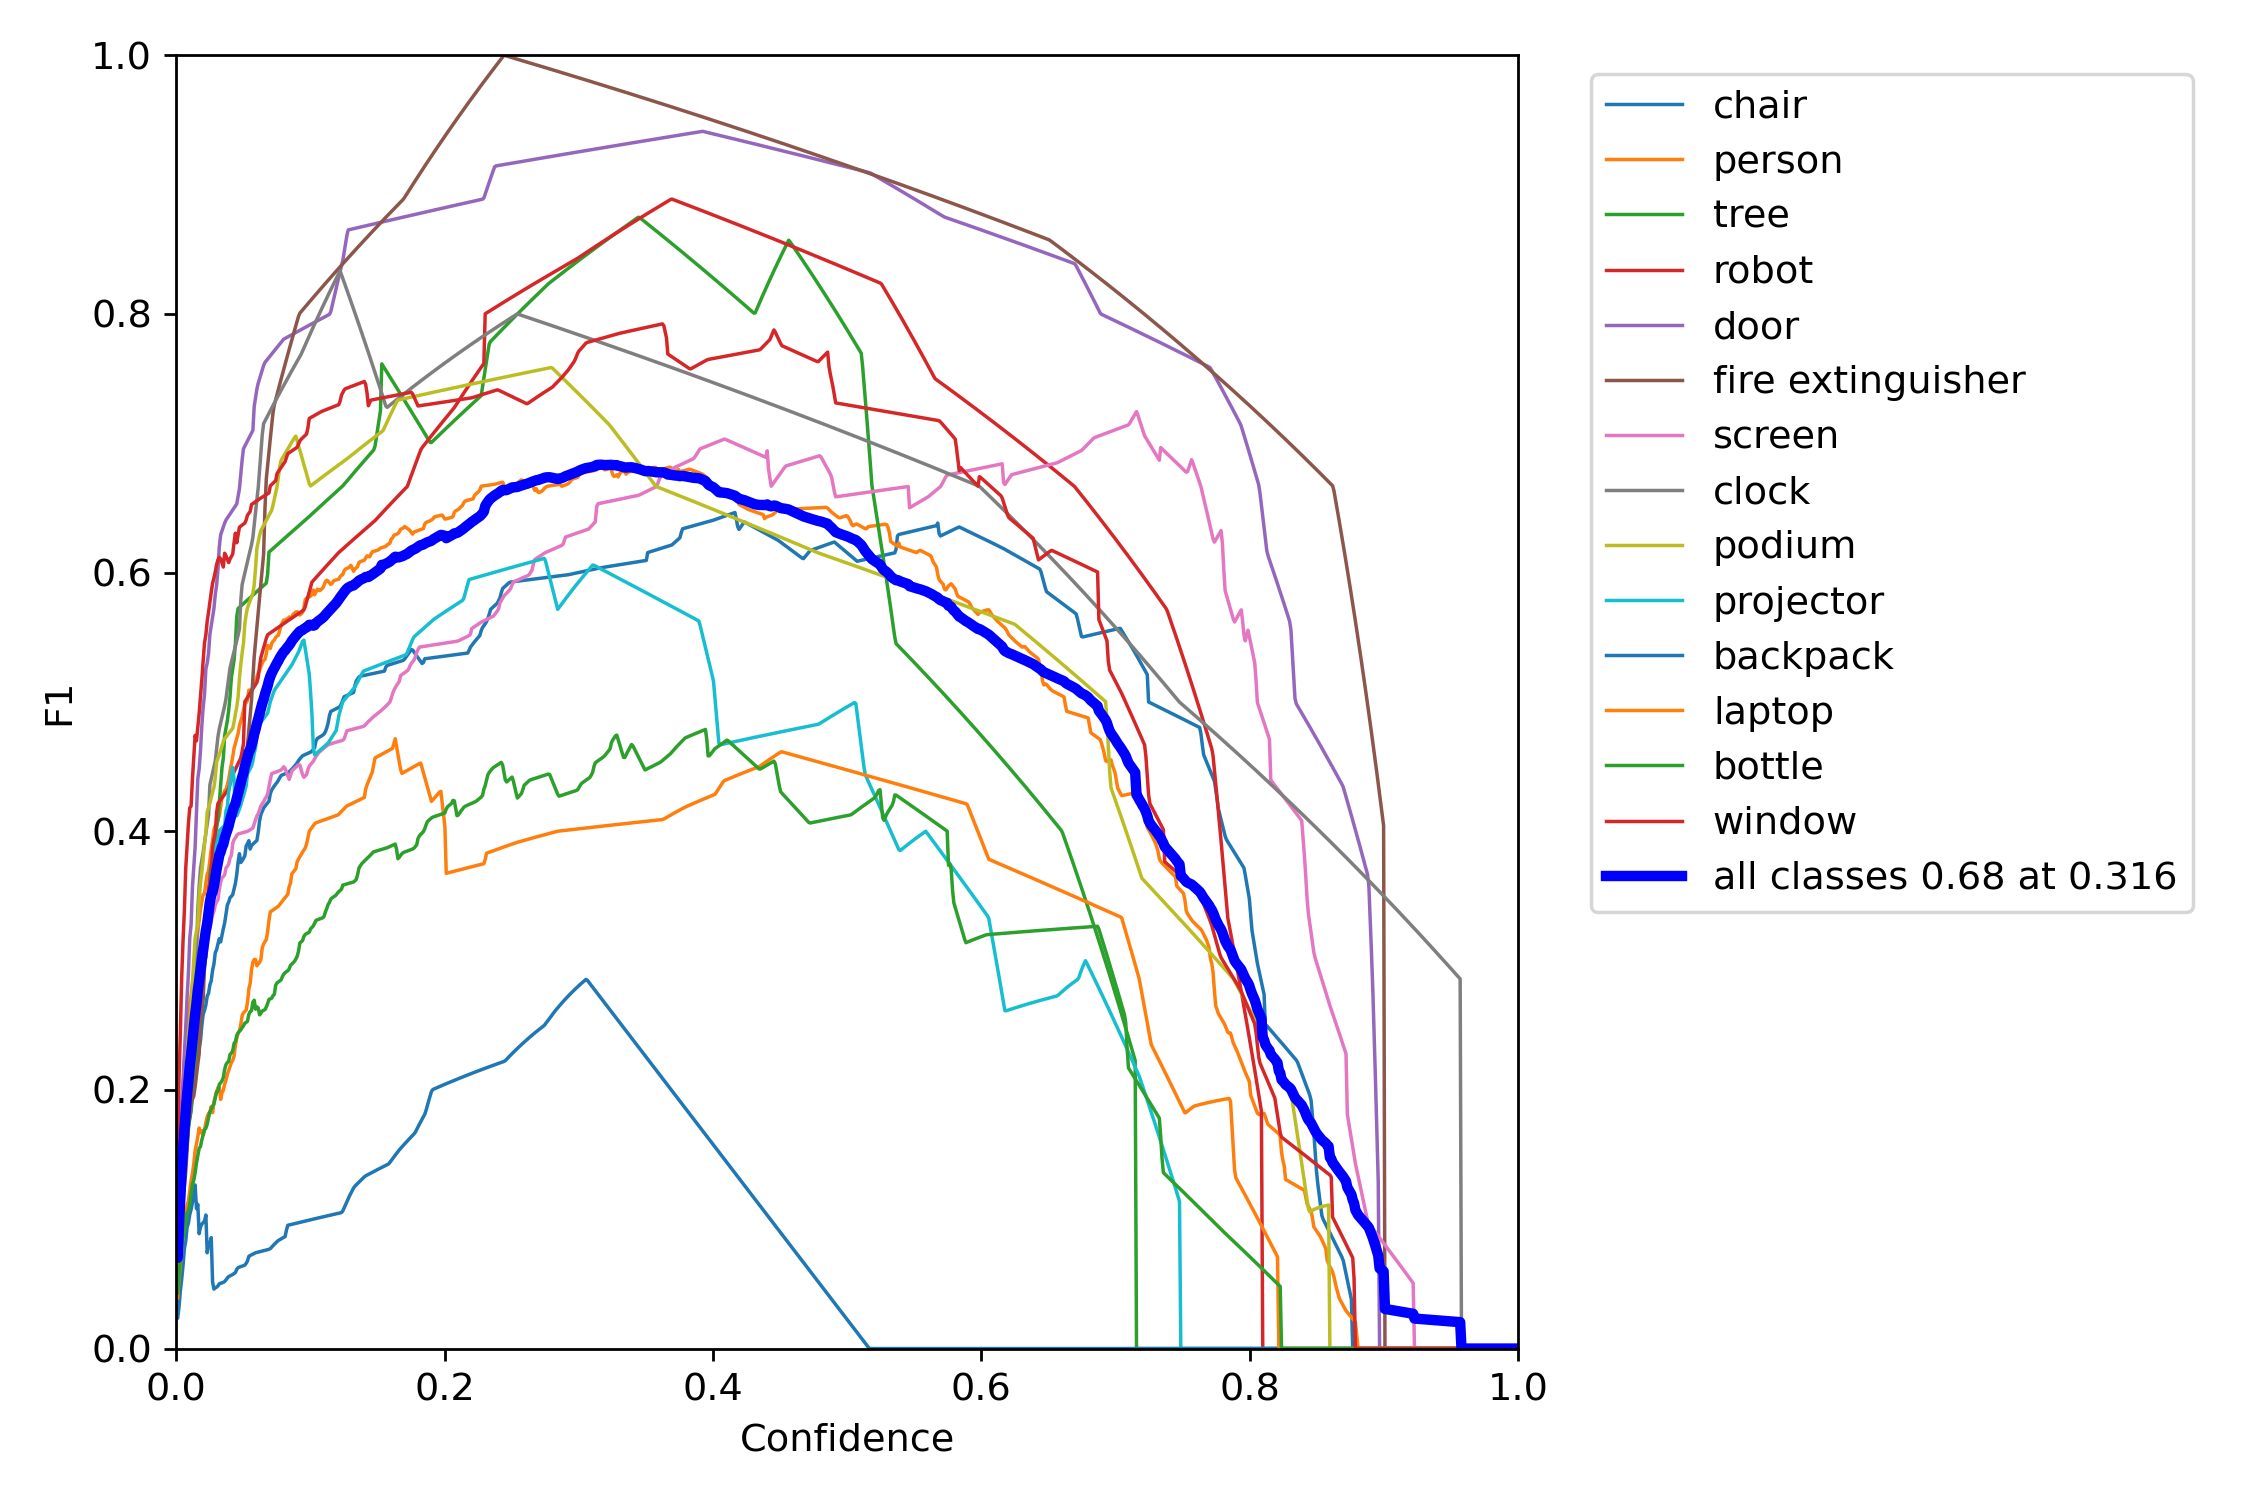 1.0
0.8
0.6
0.4
0.2
0.0
F1
0.0 0.2 0.4 0.6 0.8 1.0
Confidence
chair
person
tree
robot
door
fire extinguisher
screen
clock
podium
projector
backpack
laptop
bottle
window
all classes 0.68 at 0.316